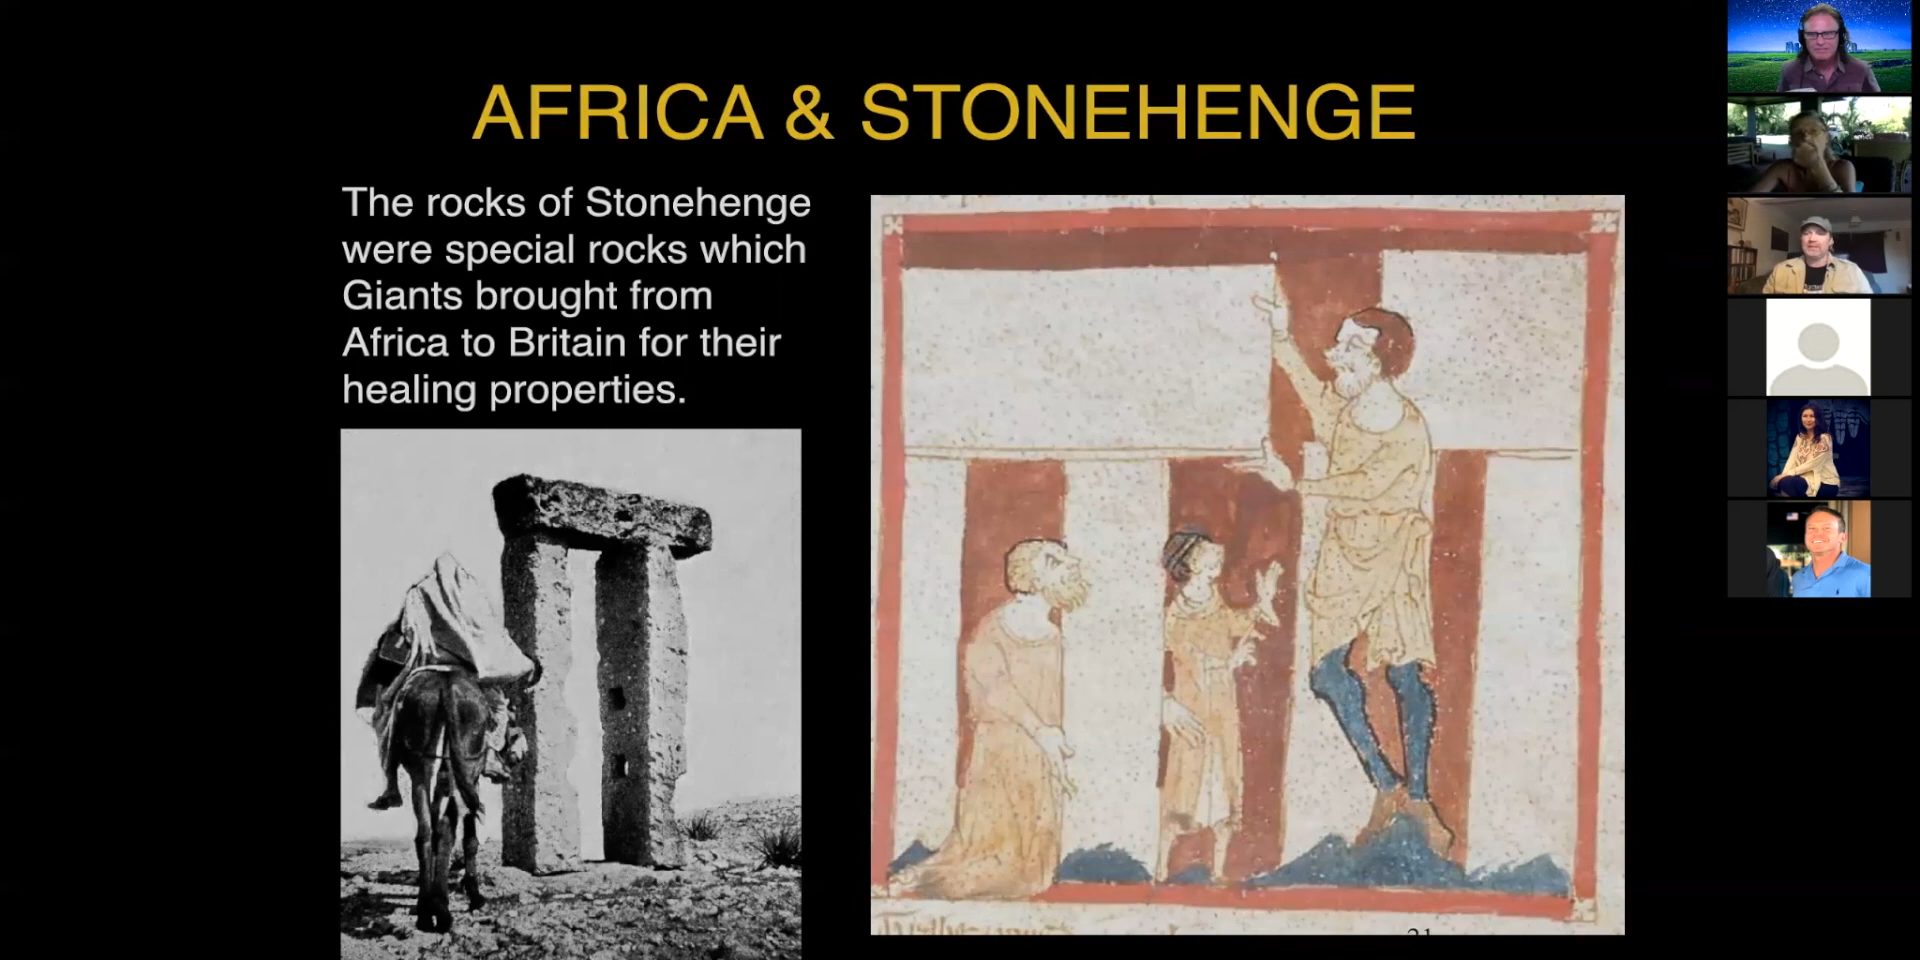 AFRICA & STONEHENGE
The rocks of Stonehenge
were special rocks which
Giants brought from
Africa to Britain for their
healing properties.